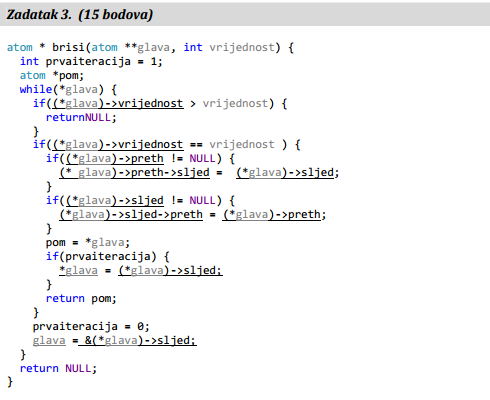 Zadatak 3. (15 bodova)
atom * brisi(atom **glava, int vrijednost) {
int prvaiteracija = 1;
atom *pom;
while(*glava) {
if((*glava)->vrijednost > vrijednost) {
returnNULL;
}
if((*glava)->vrijednost == vrijednost ) {
if((*glava)->preth != NULL) {
(* glava)->preth->sljed = (*glava)->sljed;
}
if((*glava)->sljed != NULL) {
(*glava)->sljed->preth = (*glava)->preth;
}
pom = *glava;
if(prvaiteracija) {
*glava = (*glava)->sljed;
}
return pom;
}
prvaiteracija = 0;
glava = &(*glava)->sljed;
}
return NULL;
}